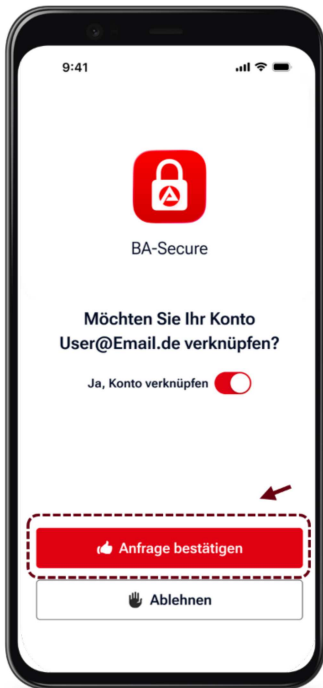 9:41
BA-Secure
Möchten Sie Ihr Konto
User@Email.de verknüpfen?
Ja, Konto verknüpfen
Anfrage bestätigen
Ablehnen